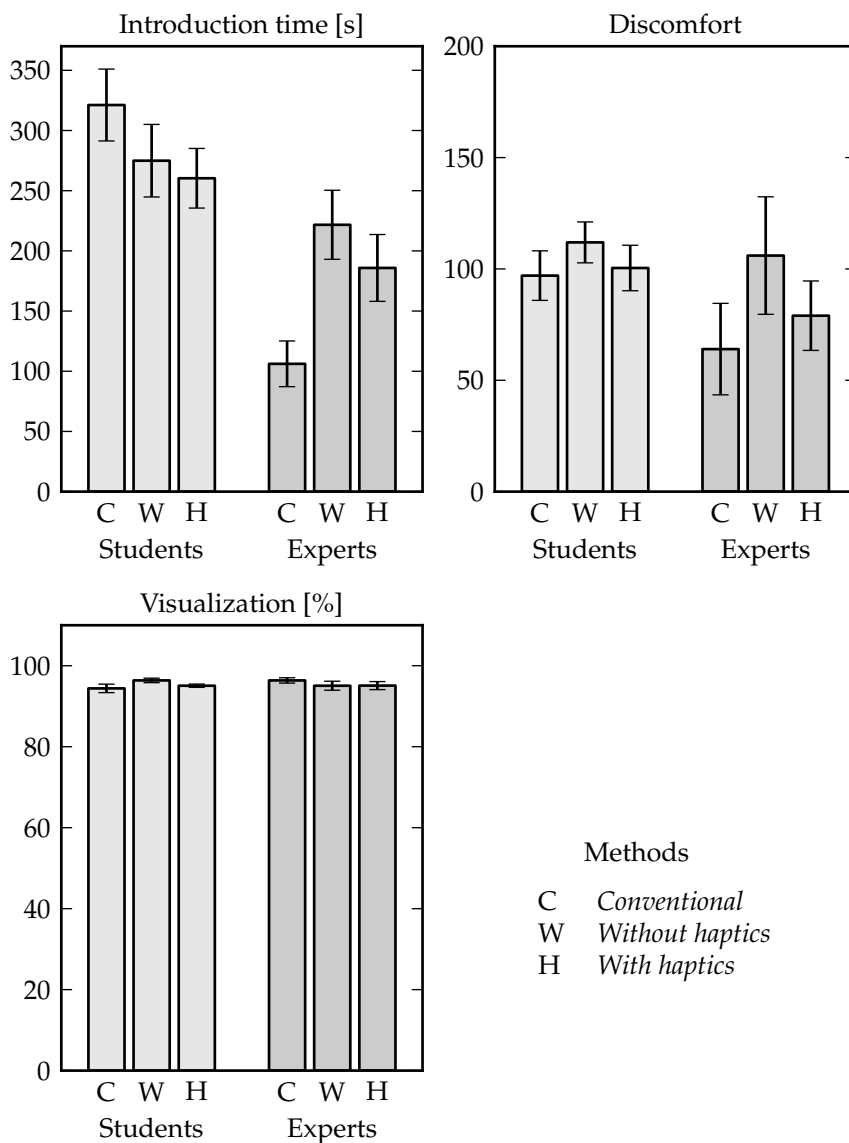 Introduction time [s]
350
300
250
200
150
100
50
0
C W H C W H
Students Experts
Discomfort
200
150
100
50
0
C W H C W H
Students Experts
Visualization [%]
100
80
60
40
20
0
C W H C W H
Students Experts
Methods
C Conventional
W Without haptics
H With haptics